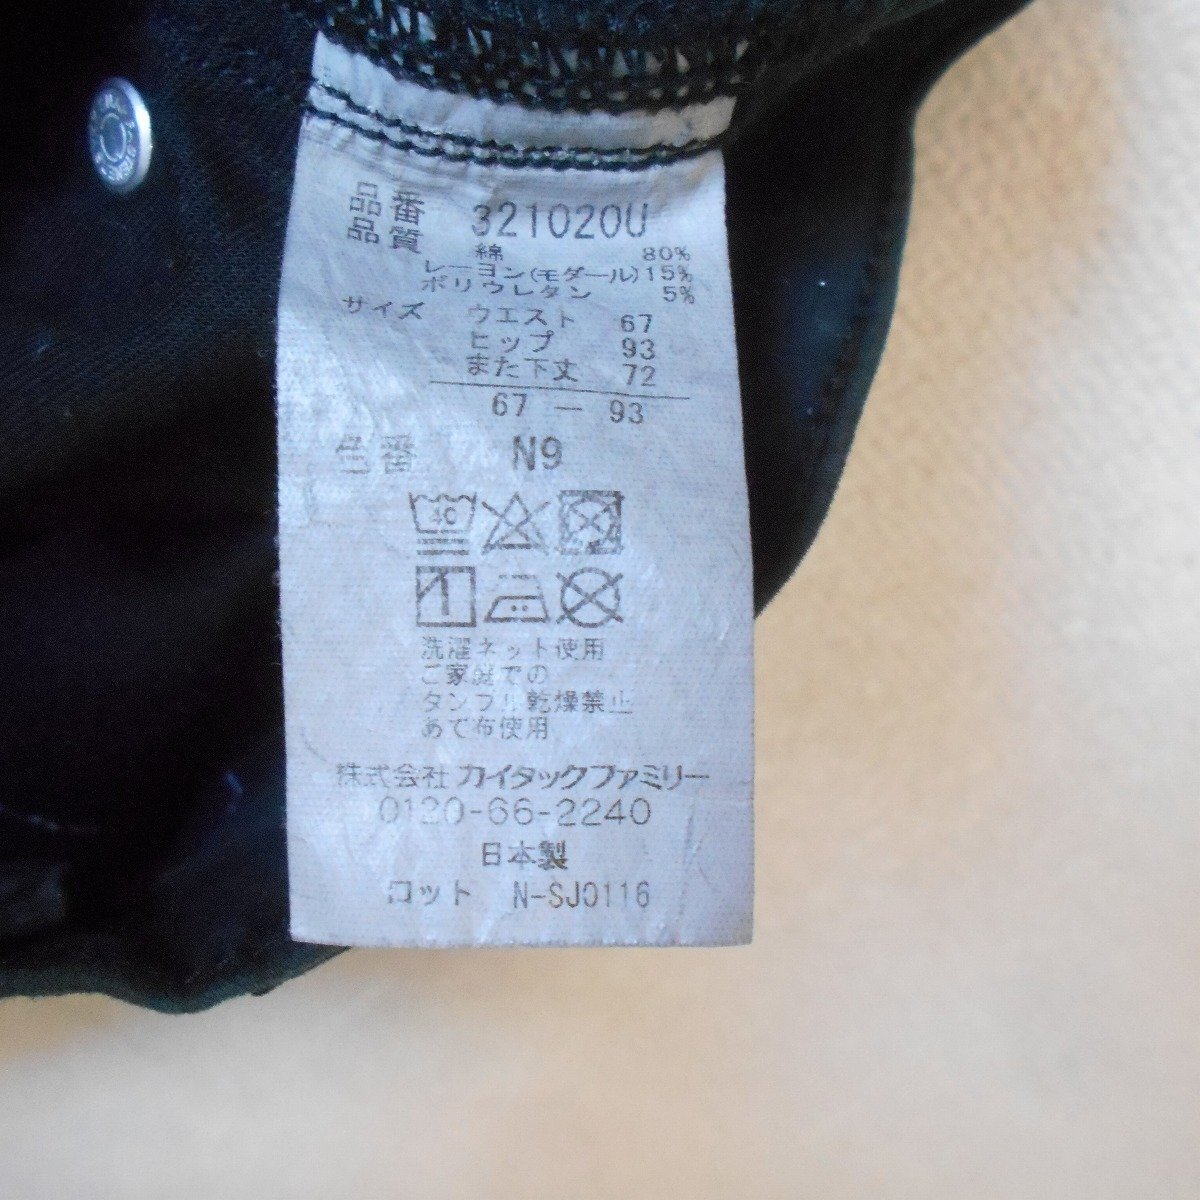 品番 321020U
品質 綿 80%
レーヨン(モダール)15%
ポリウレタン 5%
サイズ ウエスト 67
ヒップ 93
また下丈 72
67 － 93
色番 N9
40
洗濯ネット使用
ご家庭での
タンブル乾燥禁止
あて布使用
株式会社 カイタックファミリー
0120-66-2240
日本製
ロット N-SJ0116